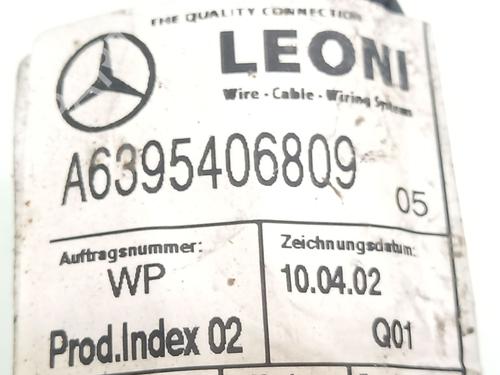 THE QUALITY CONNECTION
LEONI
Wire - Cable - Wiring Systems
A6395406809 05
Auftragsnummer:
WP
Zeichnungsdatum:
10.04.02
Prod.Index 02
Q01